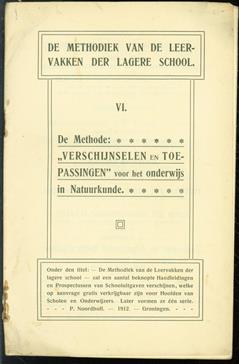 DE METHODIEK VAN DE LEER-
VAKKEN DER LAGERE SCHOOL.
VI.
De Methode: * * * * * *
„VERSCHIJNSELEN EN TOE-
PASSINGEN" voor het onderwijs
in Natuurkunde. * * * * *
Onder den titel: — De Methodiek van de Leervakken der
lagere school — zal een aantal beknopte Handleidingen
en Prospectussen van Schooluitgaven verschijnen, welke
op aanvrage gratis verkrijgbaar zijn voor Hoofden van
Scholen en Onderwijzers. Later vormen ze één serie.
— — P. Noordhoff. — 1912. — Groningen. — —